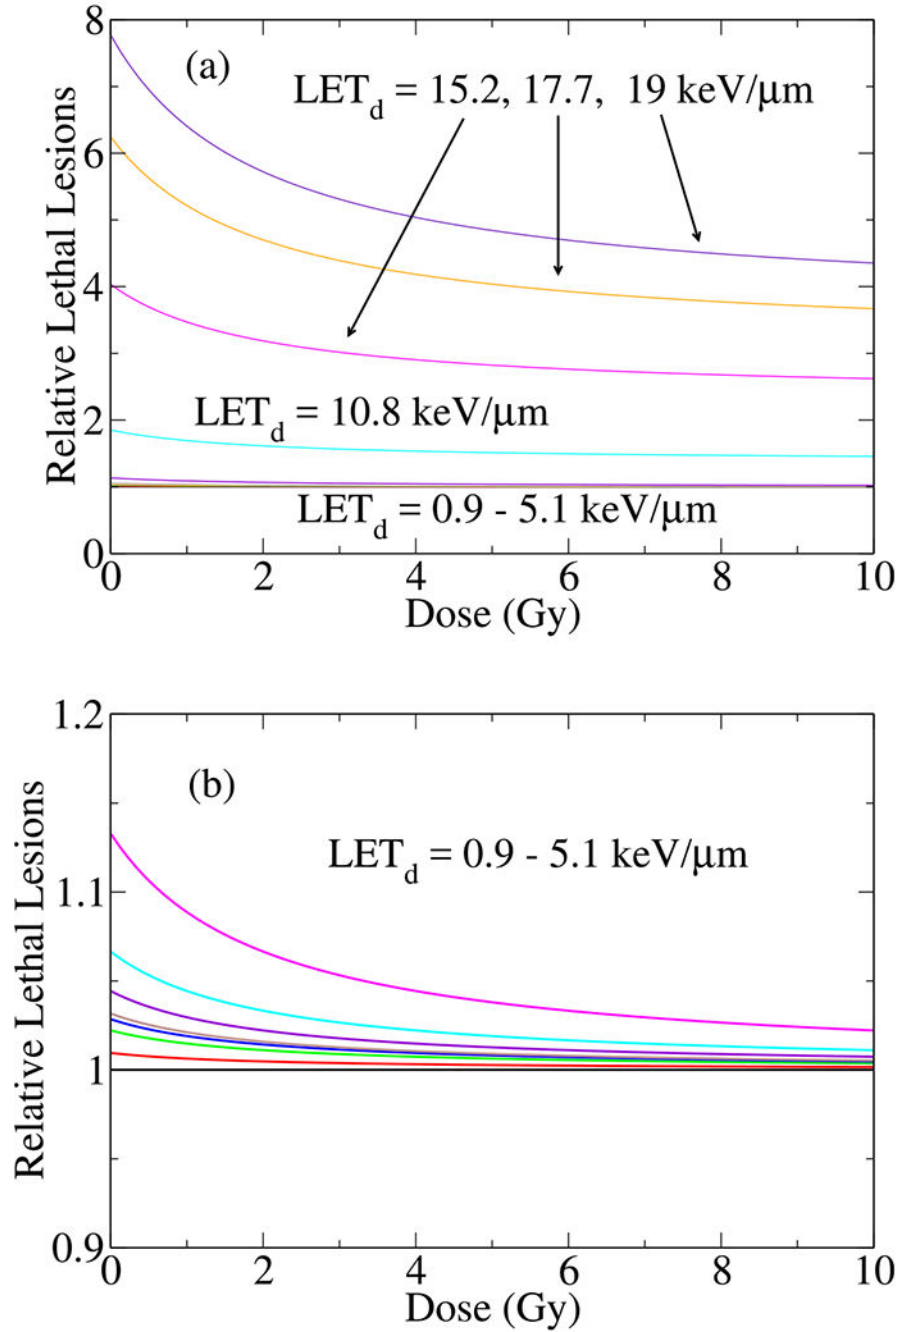 8
(a)
LETd = 15.2, 17.7, 19 keV/μm
6
Relative Lethal Lesions
4
LETd = 10.8 keV/μm
2
LETd = 0.9 - 5.1 keV/μm
0
0 2 4 6 8 10
Dose (Gy)
1.2
(b)
LETd = 0.9 - 5.1 keV/μm
Relative Lethal Lesions
1.1
1
0.9
0 2 4 6 8 10
Dose (Gy)